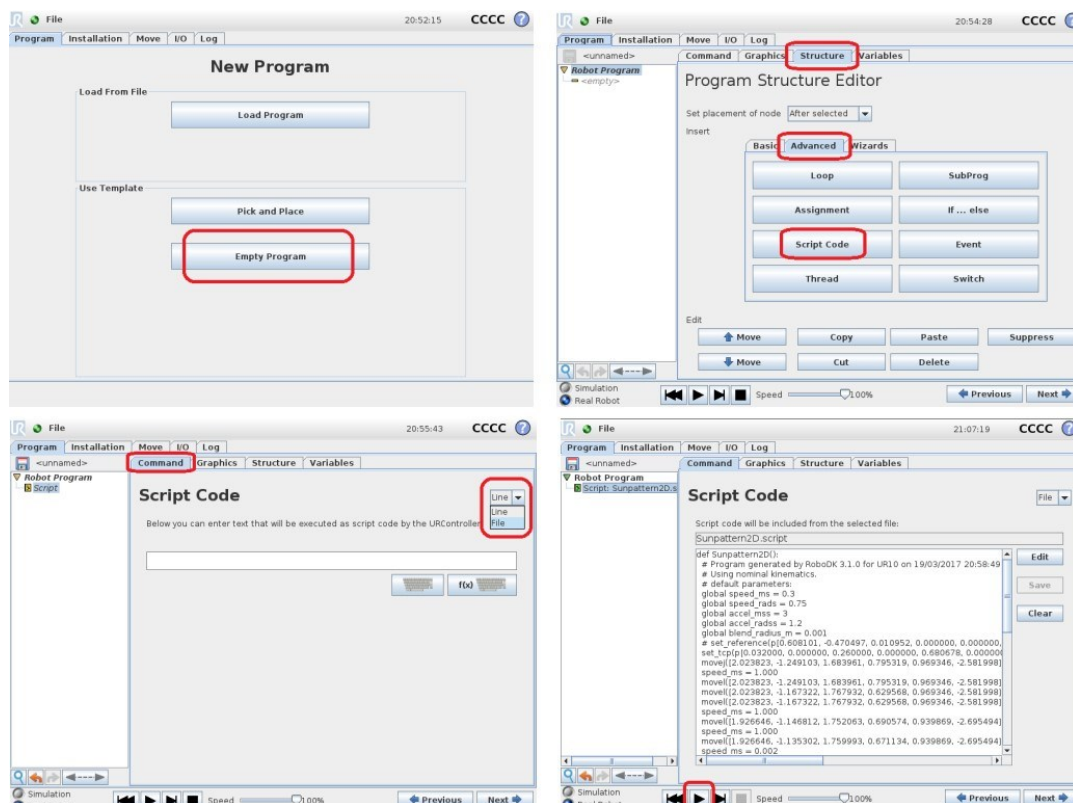 File 20:52:15 CCCC ?
Program Installation Move I/O Log
New Program
Load From File
Load Program
Use Template
Pick and Place
Empty Program
File 20:54:28 CCCC ?
Program Installation Move I/O Log
<unnamed> Command Graphics Structure Variables
Robot Program
<empty>
Program Structure Editor
Set placement of node After selected
Insert
Basic Advanced Wizards
Loop SubProg
Assignment If ... else
Script Code Event
Thread Switch
Edit
Move Copy Paste Suppress
Move Cut Delete
Simulation
Real Robot Speed 100% Previous Next
File 20:55:43 CCCC ?
Program Installation Move I/O Log
<unnamed> Command Graphics Structure Variables
Robot Program
Script
Script Code
Line
Line
File
Below you can enter text that will be executed as script code by the URController
f(x)
Simulation
Speed 100% Previous Next
File 21:07:19 CCCC ?
Program Installation Move I/O Log
<unnamed> Command Graphics Structure Variables
Robot Program
Script: Sunpattern2D.s
Script Code
File
Script code will be included from the selected file:
Sunpattern2D.script
def Sunpattern2D():
# Program generated by RoboDK 3.1.0 for UR10 on 19/03/2017 20:58:49
# Using nominal kinematics.
# default parameters:
global speed_ms = 0.3
global speed_rads = 0.75
global accel_mss = 3
global accel_radss = 1.2
global blend_radius_m = 0.001
# set_reference(p[0.608101, -0.470497, 0.010952, 0.000000, 0.000000,
set_tcp(p[0.032000, 0.000000, 0.260000, 0.000000, 0.680678, 0.000000
movej([2.023823, -1.249103, 1.683961, 0.795319, 0.969346, -2.581998]
speed_ms = 1.000
movel([2.023823, -1.249103, 1.683961, 0.795319, 0.969346, -2.581998]
movel([2.023823, -1.167322, 1.767932, 0.629568, 0.969346, -2.581998]
movel([2.023823, -1.167322, 1.767932, 0.629568, 0.969346, -2.581998]
speed_ms = 1.000
movel([1.926646, -1.146812, 1.752063, 0.690574, 0.939869, -2.695494]
speed_ms = 1.000
movel([1.926646, -1.135302, 1.759993, 0.671134, 0.939869, -2.695494]
speed_ms = 0.002
Edit
Save
Clear
Simulation
Speed 100% Previous Next